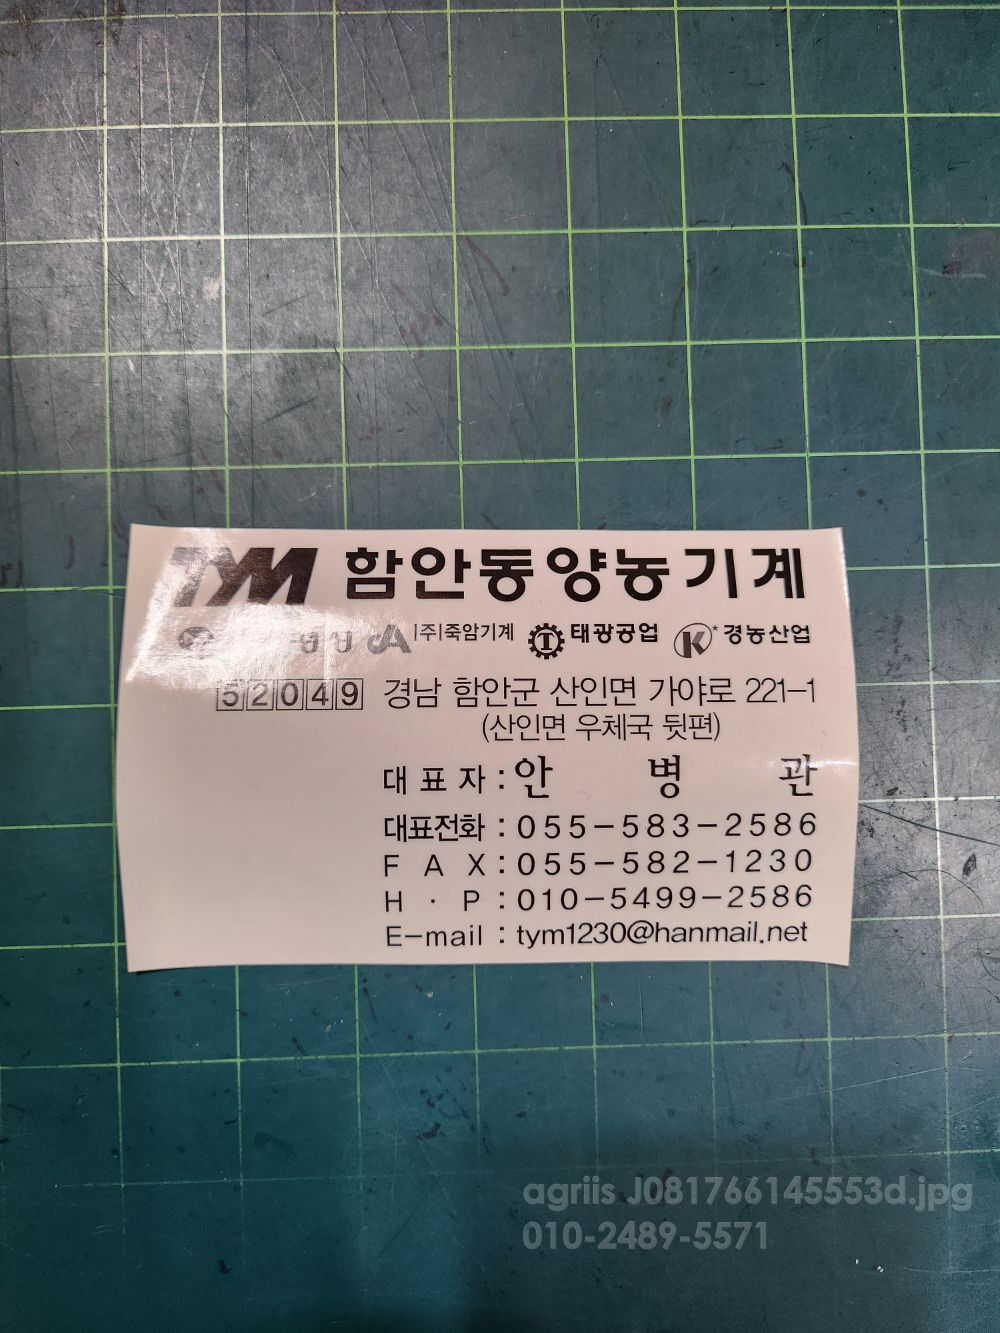 TYM 함안동양농기계
(주)죽암기계 태광공업 K 경농산업
52049 경남 함안군 산인면 가야로 221-1
(산인면 우체국 뒷편)
대표자 : 안 병 관
대표전화 : 055-583-2586
F A X : 055-582-1230
H · P : 010-5499-2586
E-mail : tym1230@hanmail.net
agriis J081766145553d.jpg
010-2489-5571